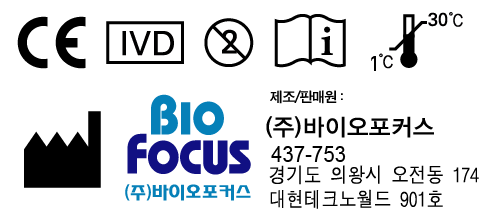 CE
IVD
2
i
30°C
1°C
BIO
FOCUS
(주)바이오포커스
제조/판매원 :
(주)바이오포커스
437-753
경기도 의왕시 오전동 174
대현테크노월드 901호